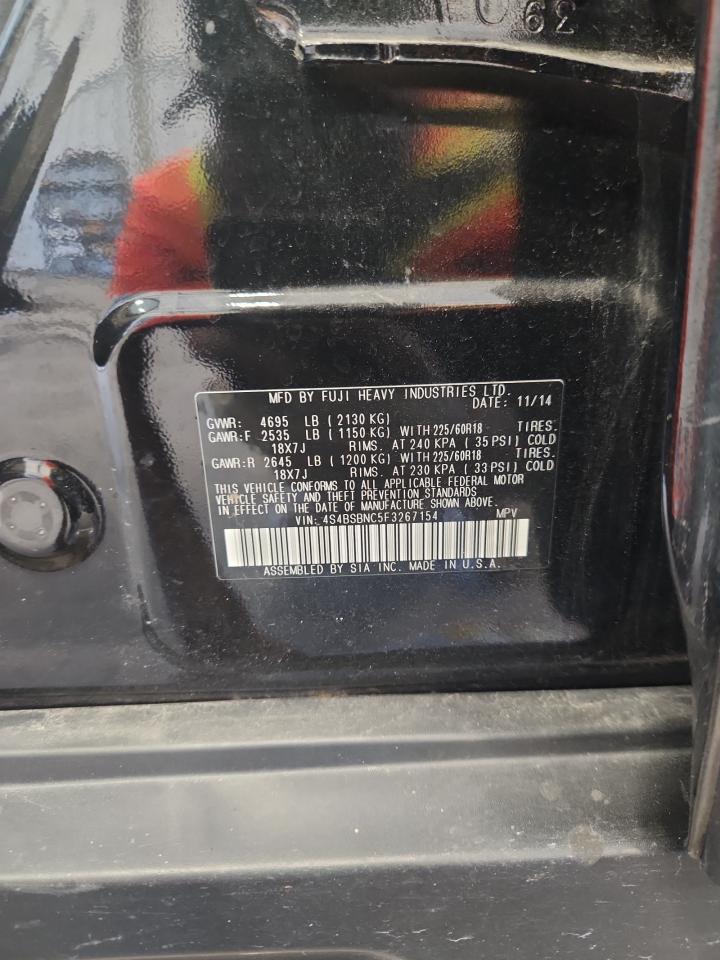 39
MFD BY FUJI HEAVY INDUSTRIES LTD.
DATE: 11/14
GVWR: 4695 LB ( 2130 KG)
GAWR:F 2535 LB ( 1150 KG) WITH 225/60R18 TIRES.
18X7J RIMS. AT 240 KPA ( 35 PSI) COLD
GAWR:R 2645 LB ( 1200 KG) WITH 225/60R18 TIRES.
18X7J RIMS. AT 230 KPA ( 33 PSI) COLD
THIS VEHICLE CONFORMS TO ALL APPLICABLE FEDERAL MOTOR
VEHICLE SAFETY AND THEFT PREVENTION STANDARDS
IN EFFECT ON THE DATE OF MANUFACTURE SHOWN ABOVE.
VIN: 4S4BSBNC5F3267154 MPV
ASSEMBLED BY SIA INC. MADE IN U.S.A.